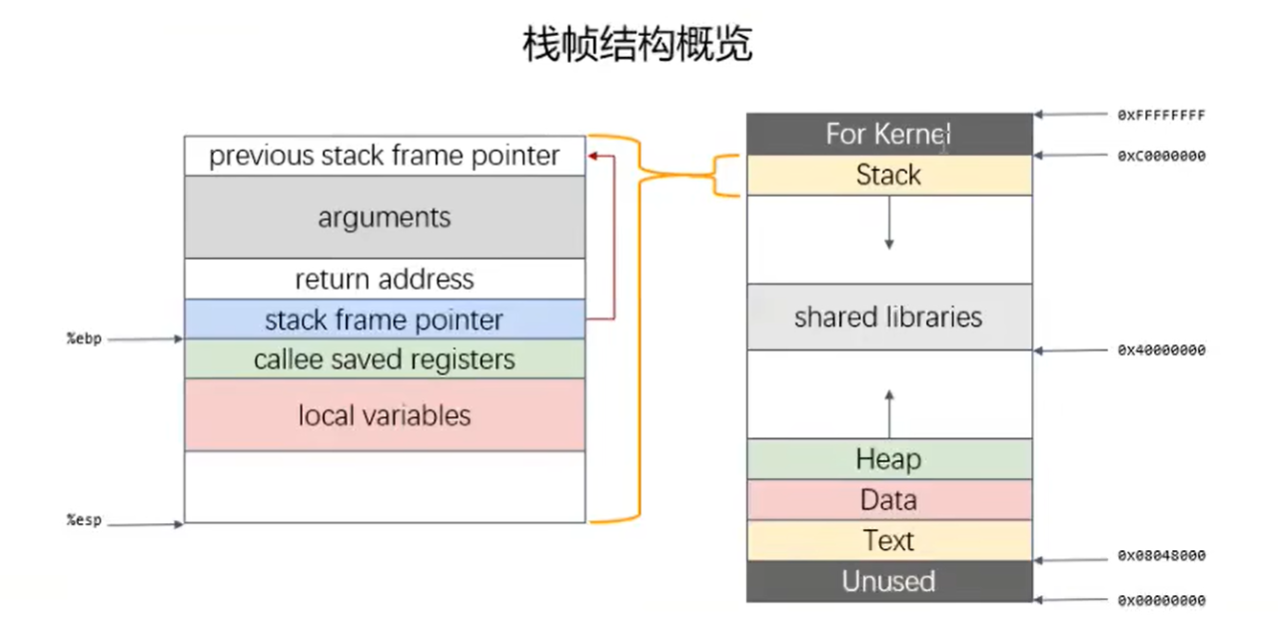 栈帧结构概览
previous stack frame pointer
arguments
return address
stack frame pointer
%ebp
callee saved registers
local variables
%esp
For Kernel
0xFFFFFFFF
0xC0000000
Stack
shared libraries
0x40000000
Heap
Data
Text
0x08048000
Unused
0x00000000